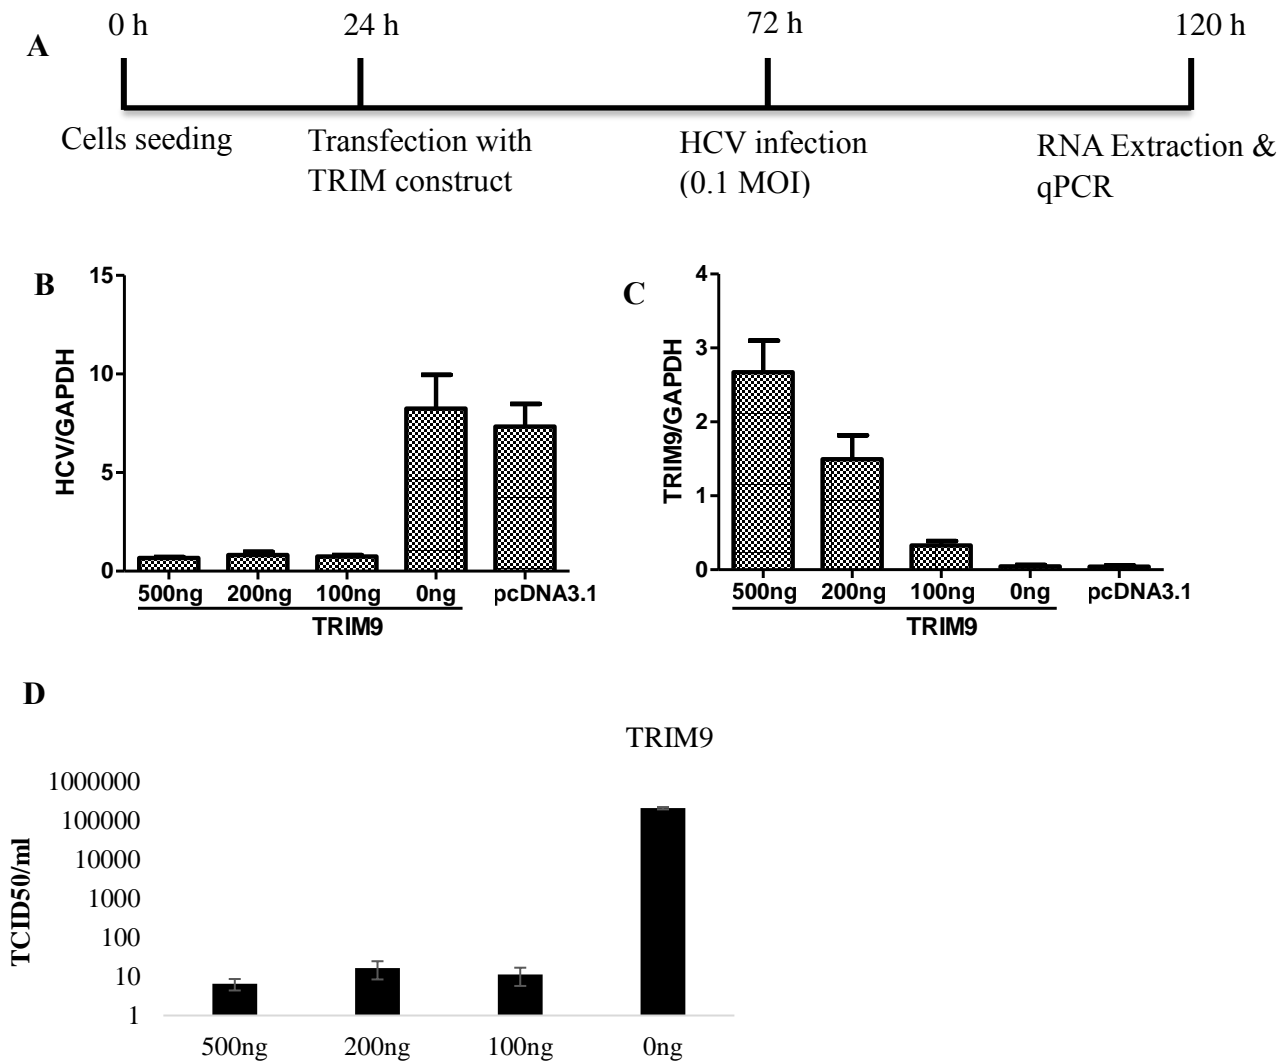 A
0 h
24 h
72 h
120 h
Cells seeding
Transfection with
TRIM construct
HCV infection
(0.1 MOI)
RNA Extraction &
qPCR
B
HCV/GAPDH
15
10
5
0
500ng 200ng 100ng 0ng pcDNA3.1
TRIM9
C
TRIM9/GAPDH
4
3
2
1
0
500ng 200ng 100ng 0ng pcDNA3.1
TRIM9
D
TRIM9
TCID50/ml
1000000
100000
10000
1000
100
10
1
500ng 200ng 100ng 0ng